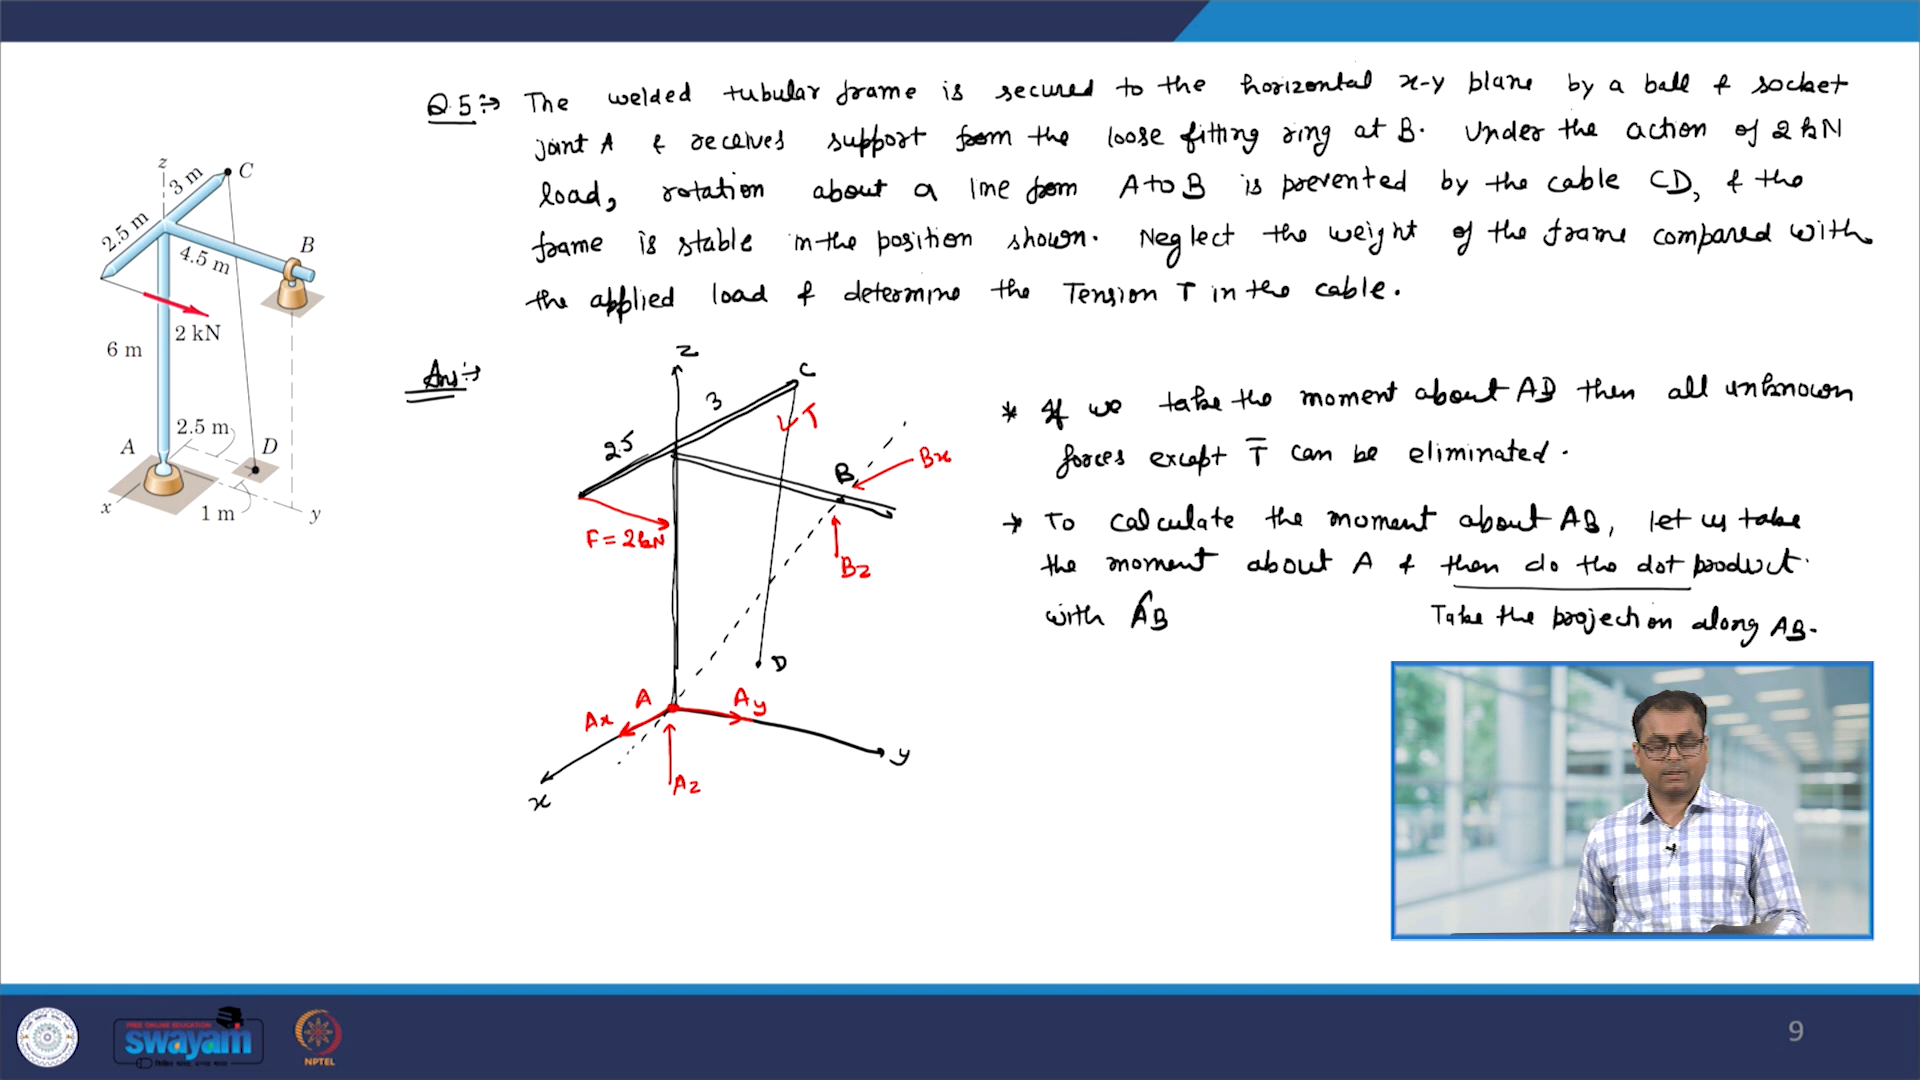 Q.5:→ The welded tubular frame is secured to the horizontal x-y plane by a ball & socket
joint A & receives support from the loose fitting ring at B. Under the action of 2 kN
load, rotation about a line from A to B is prevented by the cable CD, & the
frame is stable in the position shown. Neglect the weight of the frame compared with
the applied load & determine the Tension T in the cable.
z
3 m
C
2.5 m
4.5 m
B
2 kN
6 m
2.5 m
A
D
x
1 m
y
Ans:→
z
C
3
T
2.5
B
Bx
F = 2kN
Bz
D
A
Ax
Ay
Az
x
y
* If we take the moment about AB then all unknown
forces except T̅ can be eliminated.
* To calculate the moment about AB, let us take
the moment about A & then do the dot product.
with ÂB
Take the projection along AB.
FREE ONLINE EDUCATION
swayam
NPTEL
9